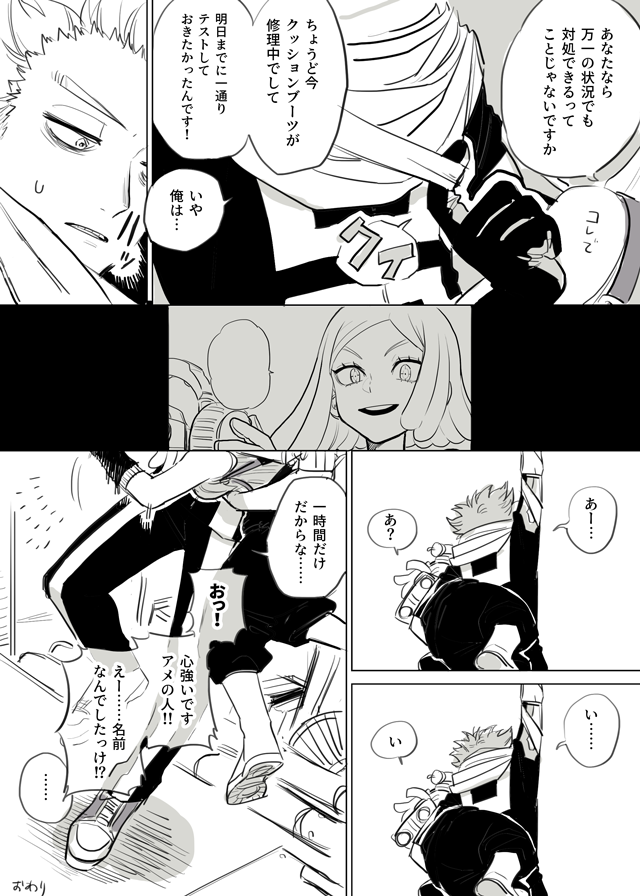 あなたなら
万一の状況でも
対処できるって
ことじゃないですか
コレで
ちょうど今
クッションブーツが
修理中でして
明日までに一通り
テストして
おきたかったんです!
クイ
いや
俺は…
あー…
あ?
い……
い
一時間だけ
だからな……
おっ!
心強いです
アメの人!!
えー……名前
なんでしたっけ!?
……
おわり